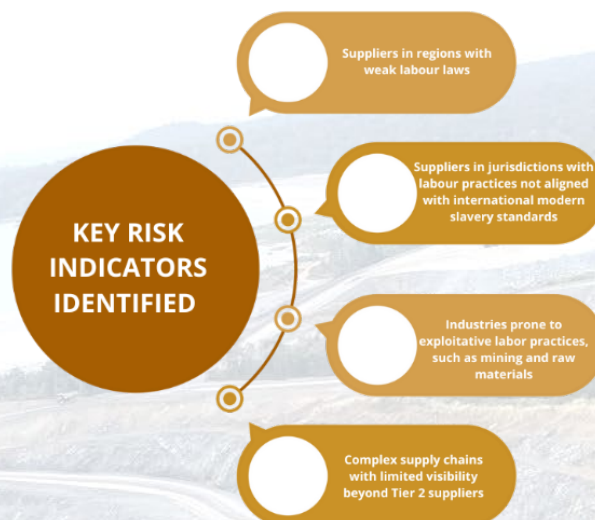 Suppliers in regions with
weak labour laws
Suppliers in jurisdictions with
labour practices not aligned
with international modern
slavery standards
KEY RISK
INDICATORS
IDENTIFIED
Industries prone to
exploitative labor practices,
such as mining and raw
materials
Complex supply chains
with limited visibility
beyond Tier 2 suppliers